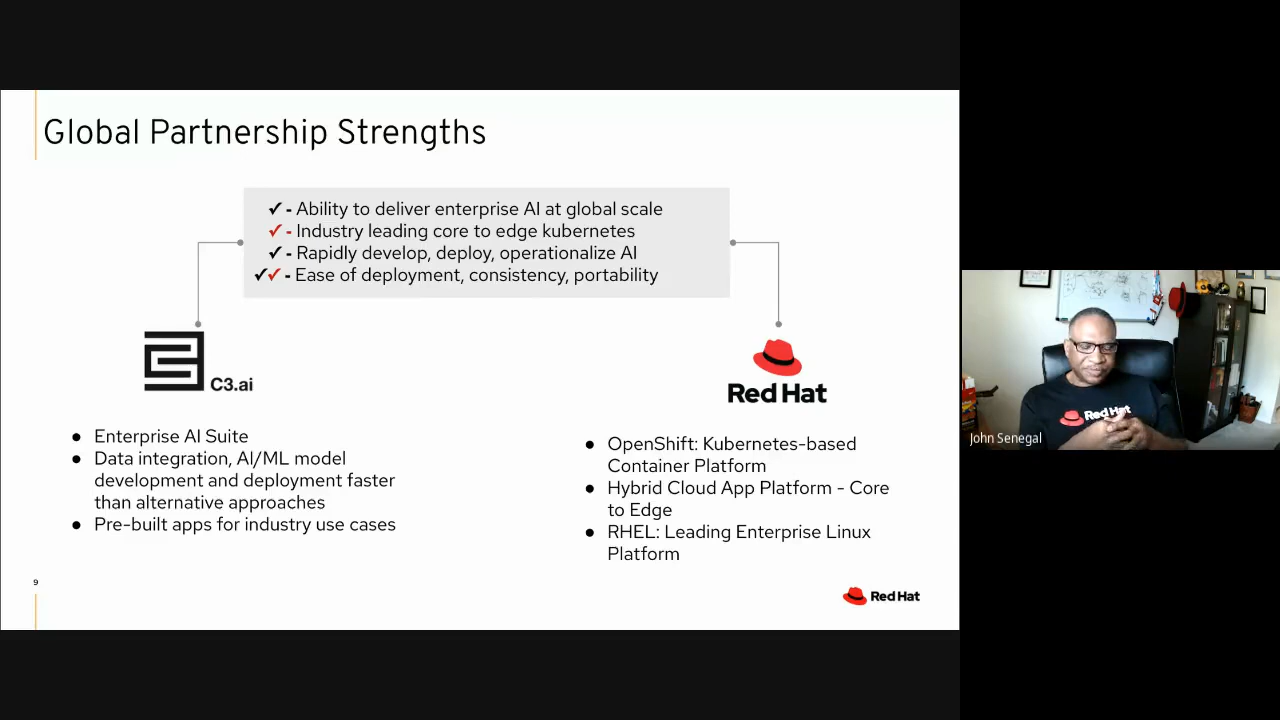 Global Partnership Strengths
✓ - Ability to deliver enterprise AI at global scale
✓ - Industry leading core to edge kubernetes
✓ - Rapidly develop, deploy, operationalize AI
✓✓ - Ease of deployment, consistency, portability
C3.ai
Red Hat
● Enterprise AI Suite
● Data integration, AI/ML model
development and deployment faster
than alternative approaches
● Pre-built apps for industry use cases
● OpenShift: Kubernetes-based
Container Platform
● Hybrid Cloud App Platform - Core
to Edge
● RHEL: Leading Enterprise Linux
Platform
9
Red Hat
Red Hat
John Senegal